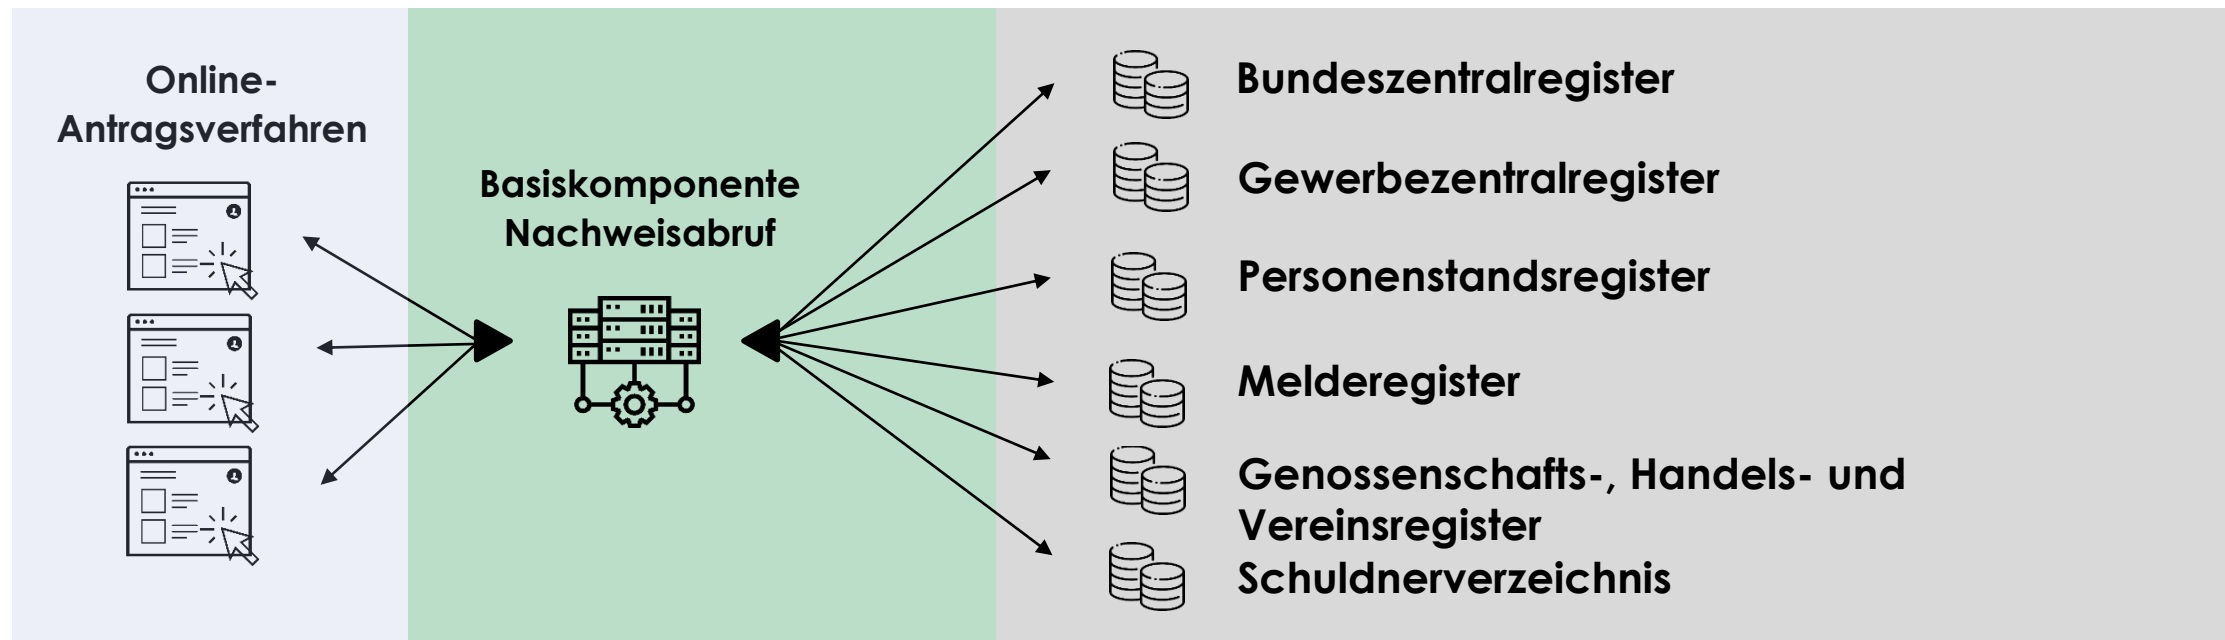 Online-
Antragsverfahren
Basiskomponente
Nachweisabruf
Bundeszentralregister
Gewerbezentralregister
Personenstandsregister
Melderegister
Genossenschafts-, Handels- und
Vereinsregister
Schuldnerverzeichnis